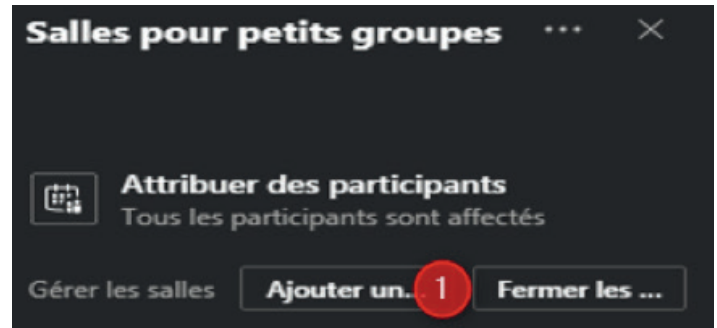 Salles pour petits groupes ...
Attribuer des participants
Tous les participants sont affectés
Gérer les salles Ajouter un... 1 Fermer les ...